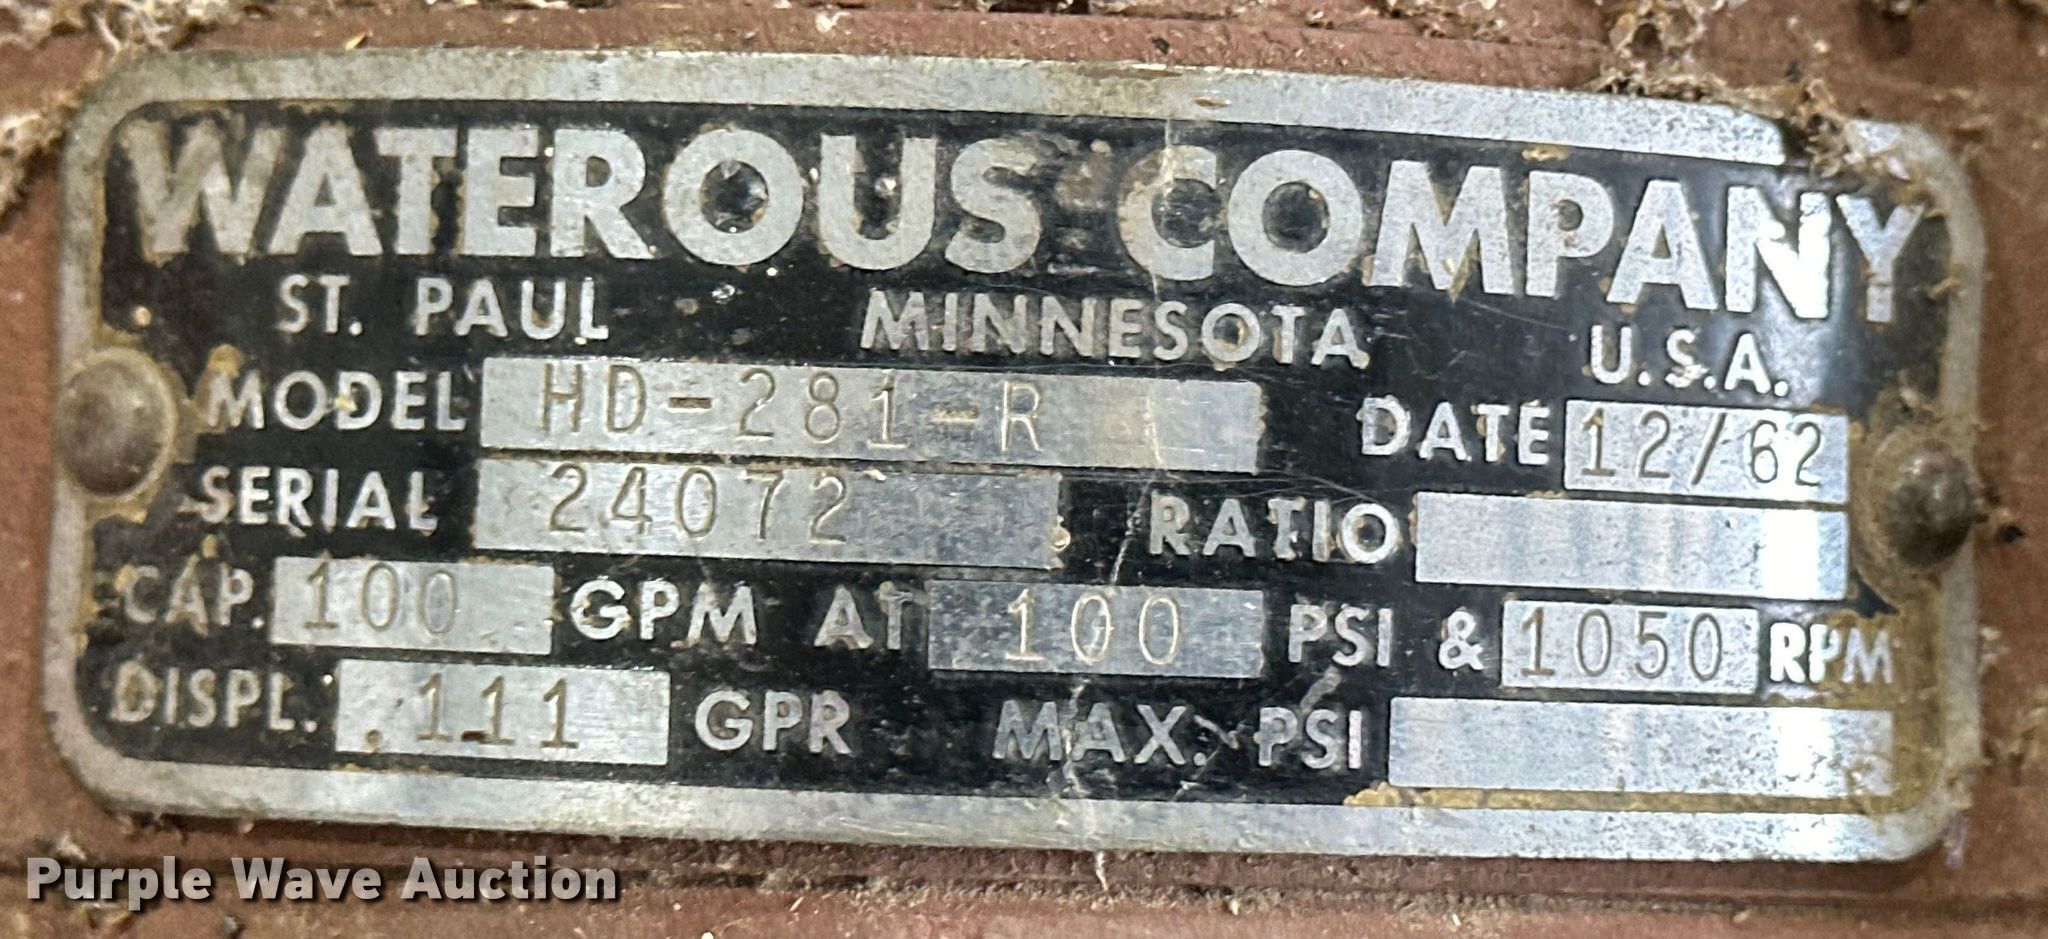 WATEROUS COMPANY
ST. PAUL MINNESOTA U.S.A.
MODEL HD-281-R DATE 12/62
SERIAL 24072 RATIO
CAP. 100 GPM AT 100 PSI & 1050 RPM
DISPL. .111 GPR MAX. PSI
Purple Wave Auction